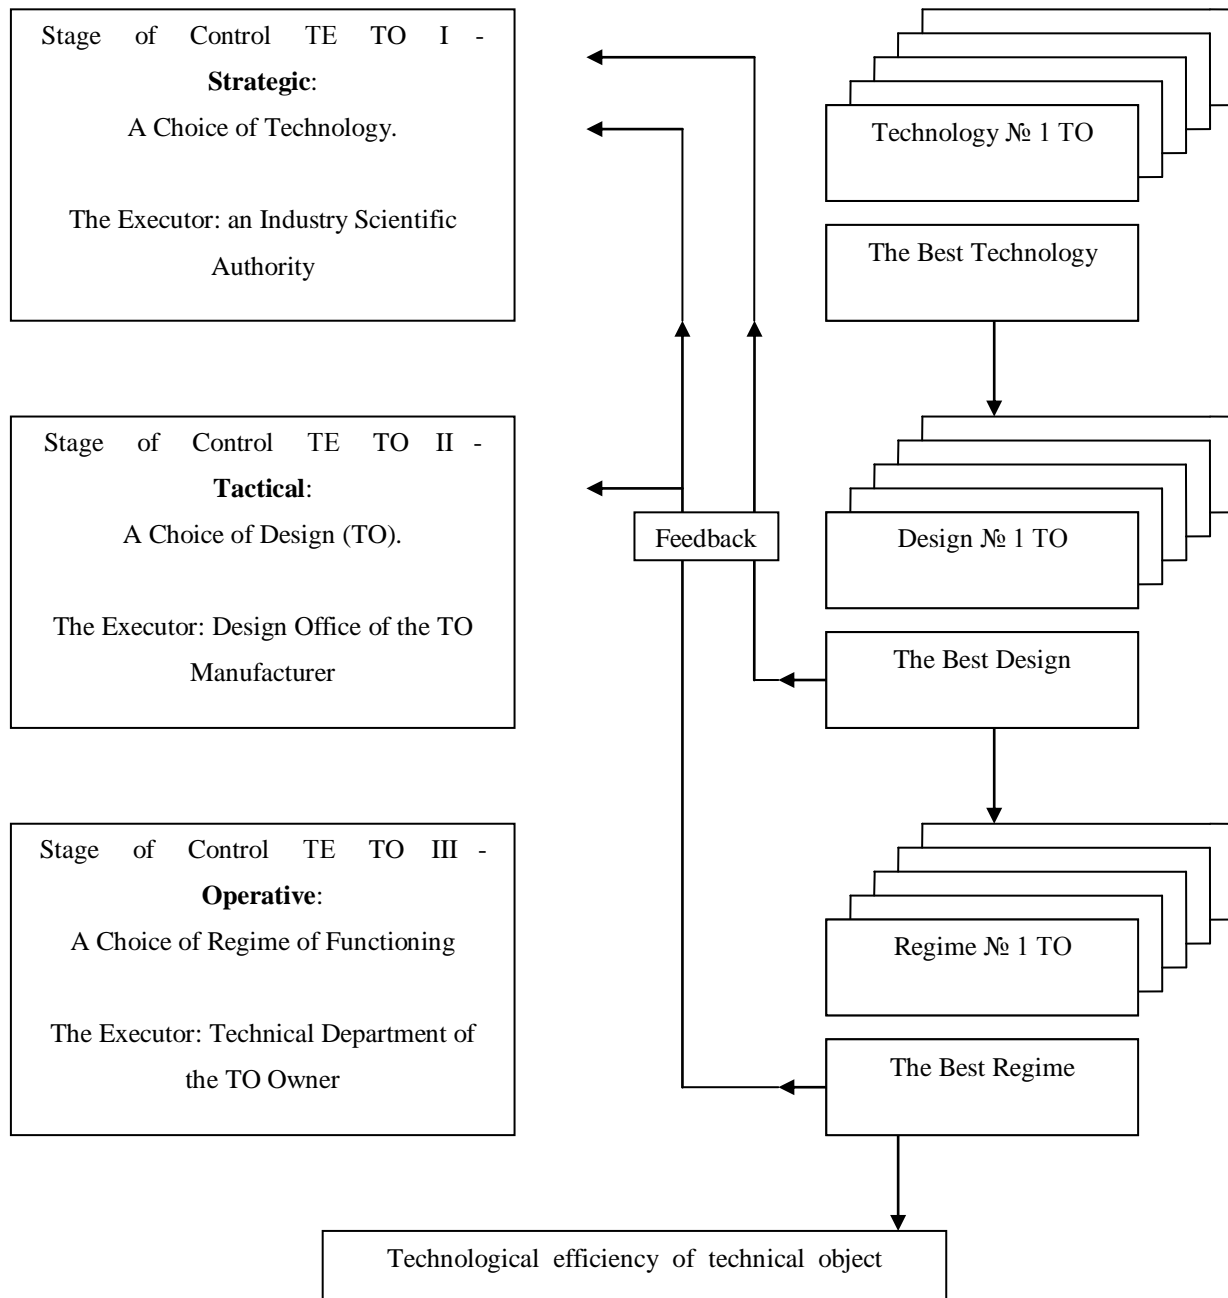 Stage of Control TE TO I -
Strategic:
A Choice of Technology.
The Executor: an Industry Scientific
Authority
Technology № 1 TO
The Best Technology
Stage of Control TE TO II -
Tactical:
A Choice of Design (TO).
The Executor: Design Office of the TO
Manufacturer
Feedback
Design № 1 TO
The Best Design
Stage of Control TE TO III -
Operative:
A Choice of Regime of Functioning
The Executor: Technical Department of
the TO Owner
Regime № 1 TO
The Best Regime
Technological efficiency of technical object